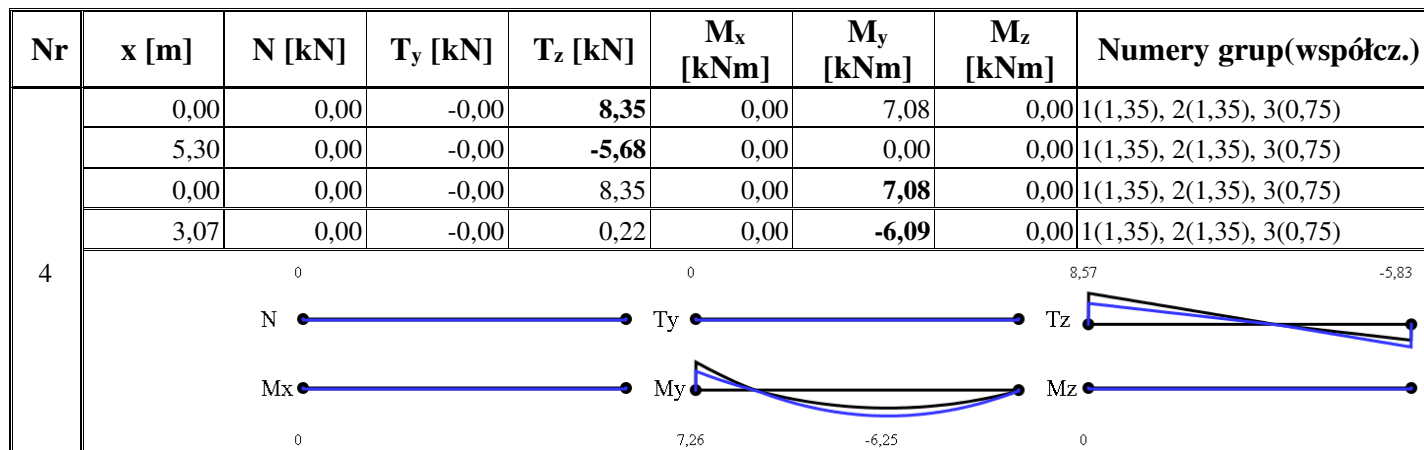 Nr x [m] N [kN] Ty [kN] Tz [kN] Mx [kNm] My [kNm] Mz [kNm] Numery grup(współcz.)
0,00 0,00 -0,00 8,35 0,00 7,08 0,00 1(1,35), 2(1,35), 3(0,75)
5,30 0,00 -0,00 -5,68 0,00 0,00 0,00 1(1,35), 2(1,35), 3(0,75)
0,00 0,00 -0,00 8,35 0,00 7,08 0,00 1(1,35), 2(1,35), 3(0,75)
3,07 0,00 -0,00 0,22 0,00 -6,09 0,00 1(1,35), 2(1,35), 3(0,75)
4 0 0 8,57 -5,83
N Ty Tz
Mx My Mz
0 7,26 -6,25 0